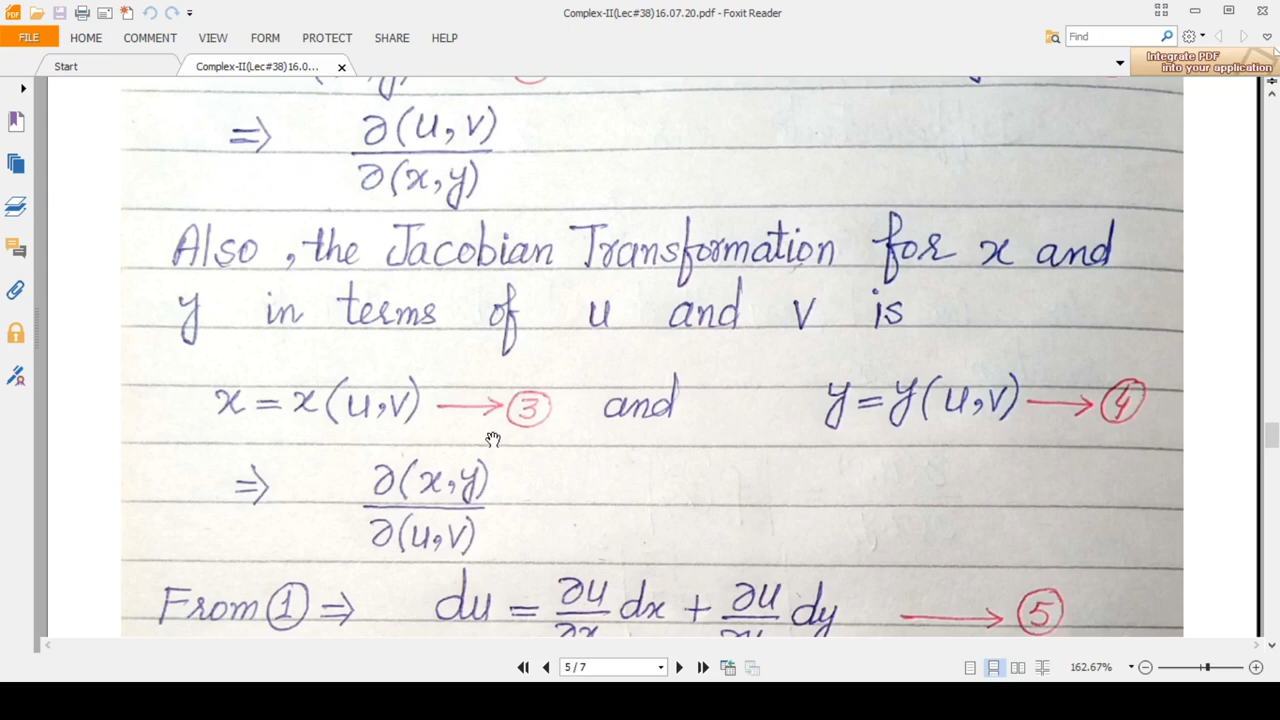 Complex-II(Lec#38)16.07.20.pdf - Foxit Reader
FILE HOME COMMENT VIEW FORM PROTECT SHARE HELP
Find
Start
Complex-II(Lec#38)16.0...
Integrate PDF
into your application
⇒ ∂(u,v)
∂(x,y)
Also, the Jacobian Transformation for x and
y in terms of u and v is
x = x(u,v) → ③ and y = y(u,v) → ④
⇒ ∂(x,y)
∂(u,v)
From ① ⇒ du = ∂u/∂x dx + ∂u/∂y dy → ⑤
5 / 7
162.67%